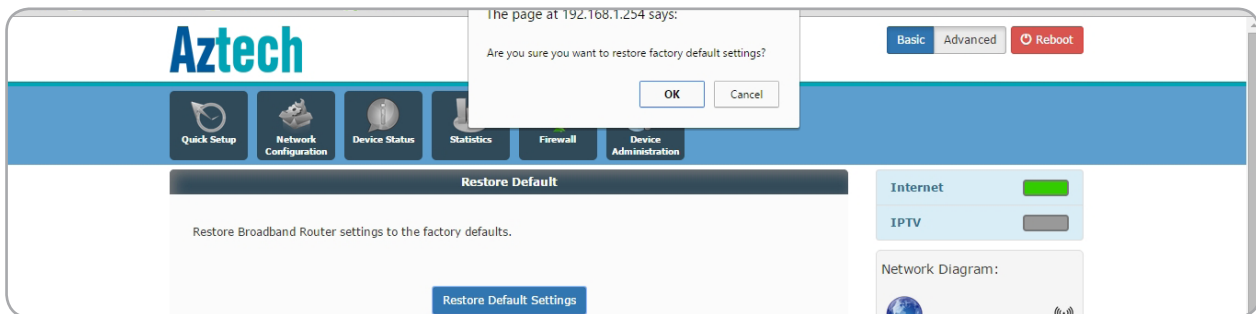 The page at 192.168.1.254 says:
Are you sure you want to restore factory default settings?
OK
Cancel
Aztech
Basic
Advanced
Reboot
Quick Setup
Network
Configuration
Device Status
Statistics
Firewall
Device
Administration
Restore Default
Restore Broadband Router settings to the factory defaults.
Restore Default Settings
Internet
IPTV
Network Diagram: